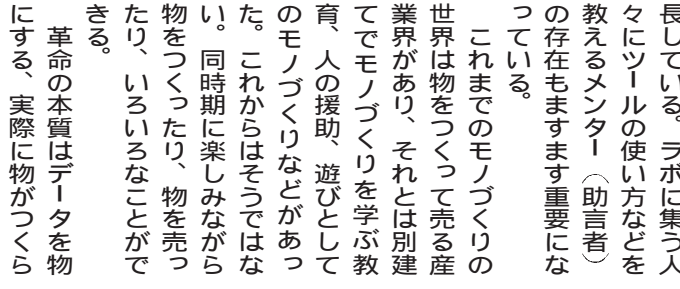 長している。ラボに集う人
々にツールの使い方などを
教えるメンター（助言者）
の存在もますます重要にな
っている。
これまでのモノづくりの
世界は物をつくって売る産
業界があり、それとは別建
てでモノづくりを学ぶ教
育、人の援助、遊びとして
のモノづくりなどがあっ
た。これからはそうではな
い。同時期に楽しみながら
物をつくったり、物を売っ
たり、いろいろなことがで
きる。
革命の本質はデータを物
にする、実際に物がつくら